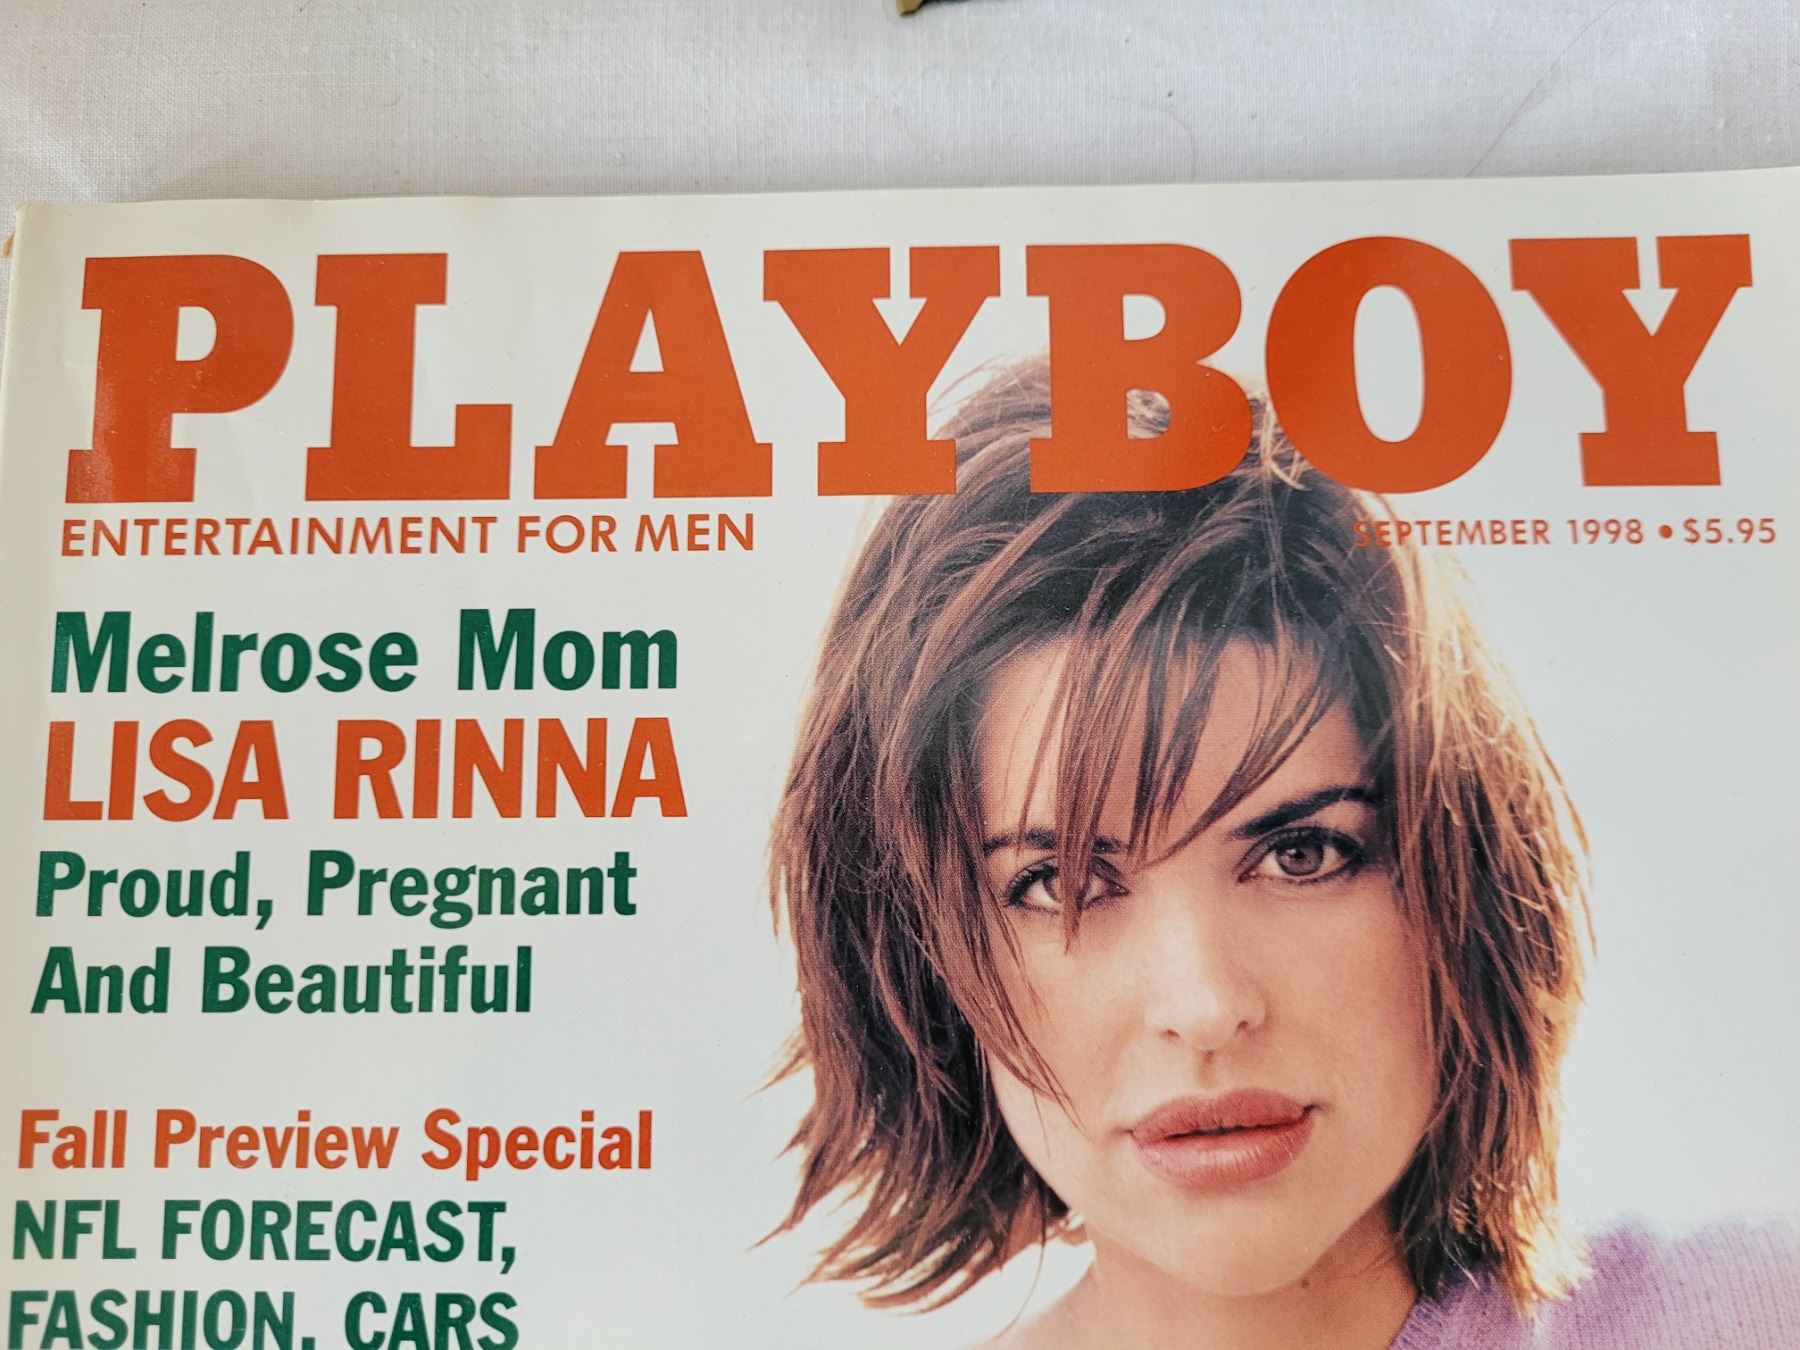 PLAYBOY
ENTERTAINMENT FOR MEN
SEPTEMBER 1998 • $5.95
Melrose Mom
LISA RINNA
Proud, Pregnant
And Beautiful
Fall Preview Special
NFL FORECAST,
FASHION, CARS